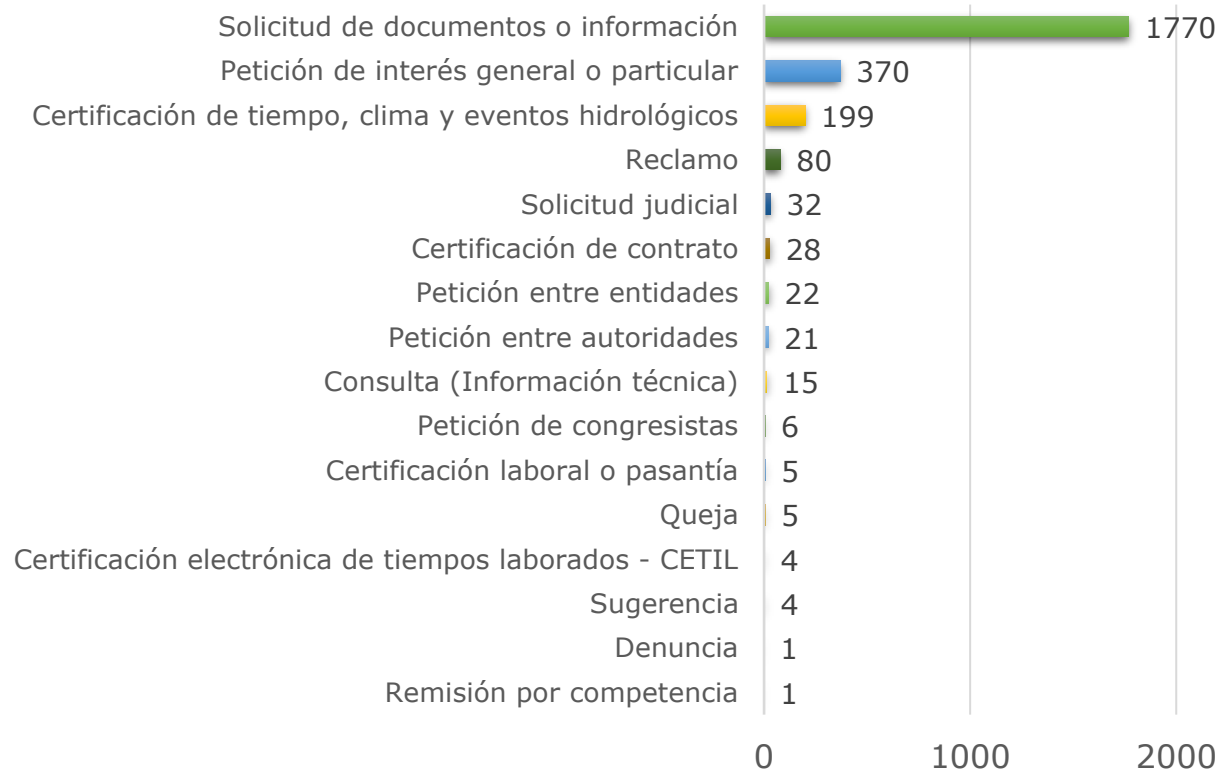 Solicitud de documentos o información 1770
Petición de interés general o particular 370
Certificación de tiempo, clima y eventos hidrológicos 199
Reclamo 80
Solicitud judicial 32
Certificación de contrato 28
Petición entre entidades 22
Petición entre autoridades 21
Consulta (Información técnica) 15
Petición de congresistas 6
Certificación laboral o pasantía 5
Queja 5
Certificación electrónica de tiempos laborados - CETIL 4
Sugerencia 4
Denuncia 1
Remisión por competencia 1
0 1000 2000